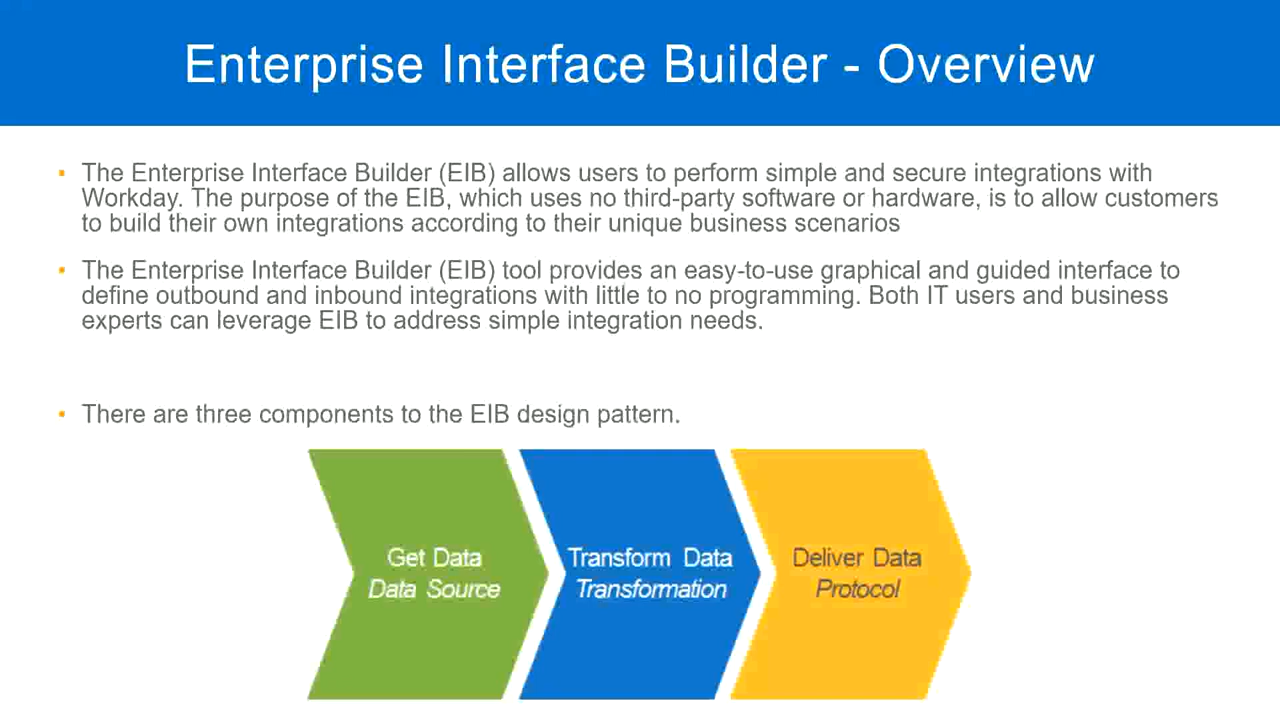 Enterprise Interface Builder - Overview
▪ The Enterprise Interface Builder (EIB) allows users to perform simple and secure integrations with
Workday. The purpose of the EIB, which uses no third-party software or hardware, is to allow customers
to build their own integrations according to their unique business scenarios
▪ The Enterprise Interface Builder (EIB) tool provides an easy-to-use graphical and guided interface to
define outbound and inbound integrations with little to no programming. Both IT users and business
experts can leverage EIB to address simple integration needs.
▪ There are three components to the EIB design pattern.
Get Data
Data Source
Transform Data
Transformation
Deliver Data
Protocol